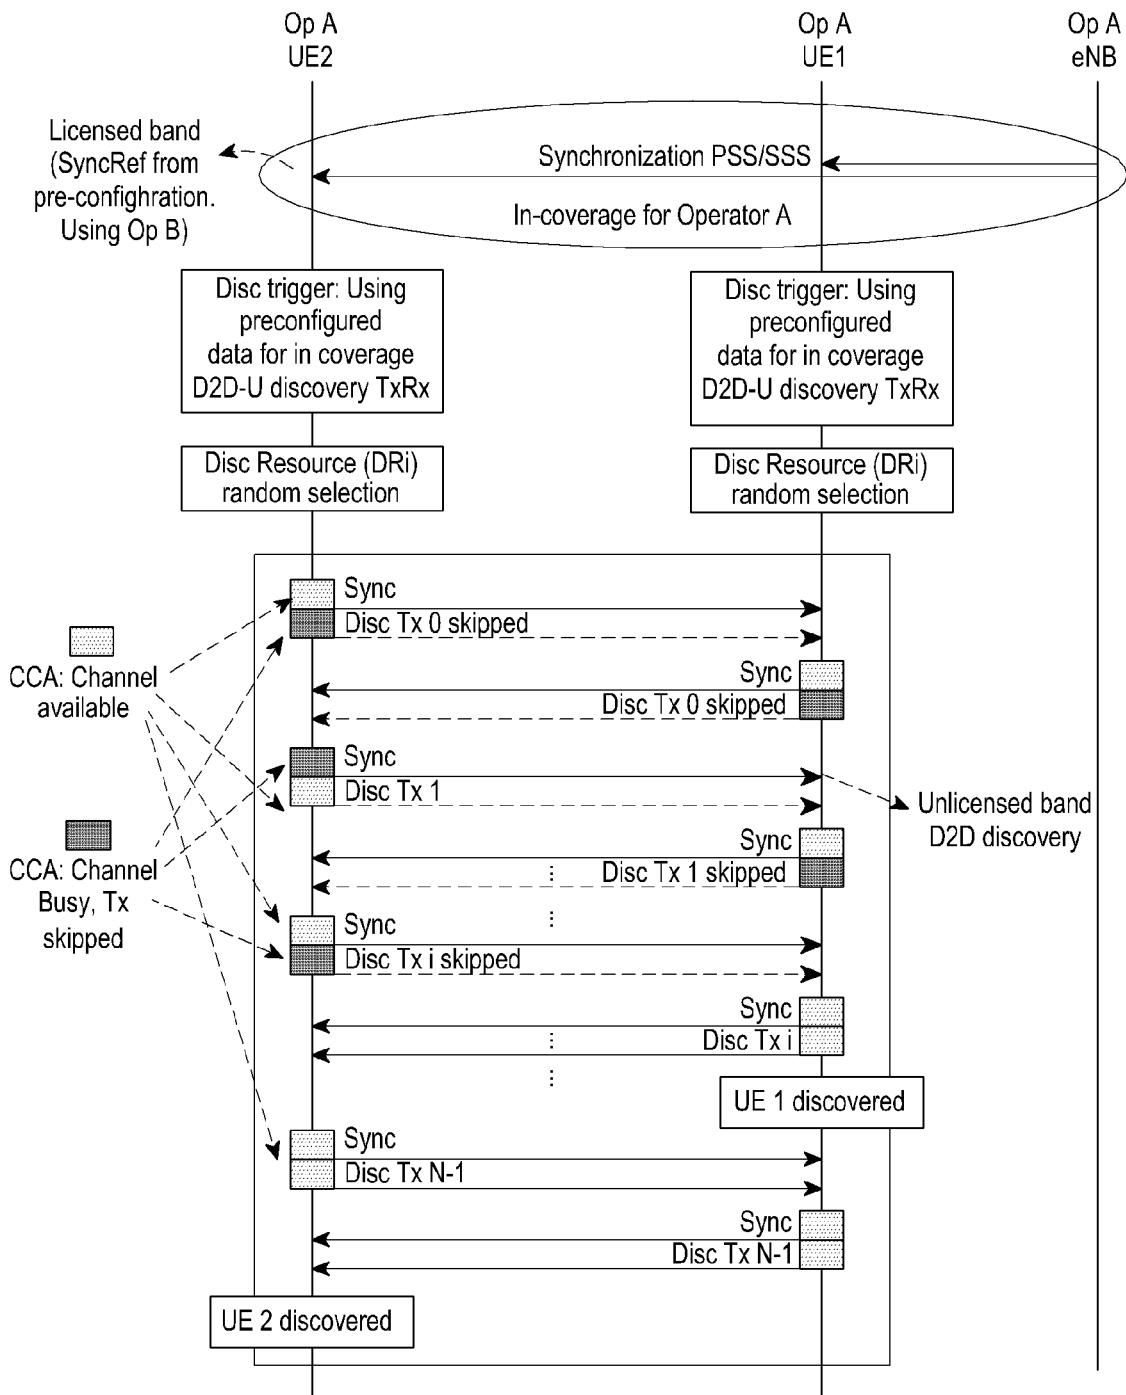 Op A
UE2
Op A
UE1
Op A
eNB
Licensed band
(SyncRef from
pre-confighration.
Using Op B)
Synchronization PSS/SSS
In-coverage for Operator A
Disc trigger: Using
preconfigured
data for in coverage
D2D-U discovery TxRx
Disc trigger: Using
preconfigured
data for in coverage
D2D-U discovery TxRx
Disc Resource (DRi)
random selection
Disc Resource (DRi)
random selection
Sync
Disc Tx 0 skipped
CCA: Channel
available
Sync
Disc Tx 0 skipped
Sync
Disc Tx 1
Unlicensed band
D2D discovery
CCA: Channel
Busy, Tx
skipped
Sync
Disc Tx 1 skipped
Sync
Disc Tx i skipped
Sync
Disc Tx i
UE 1 discovered
Sync
Disc Tx N-1
Sync
Disc Tx N-1
UE 2 discovered